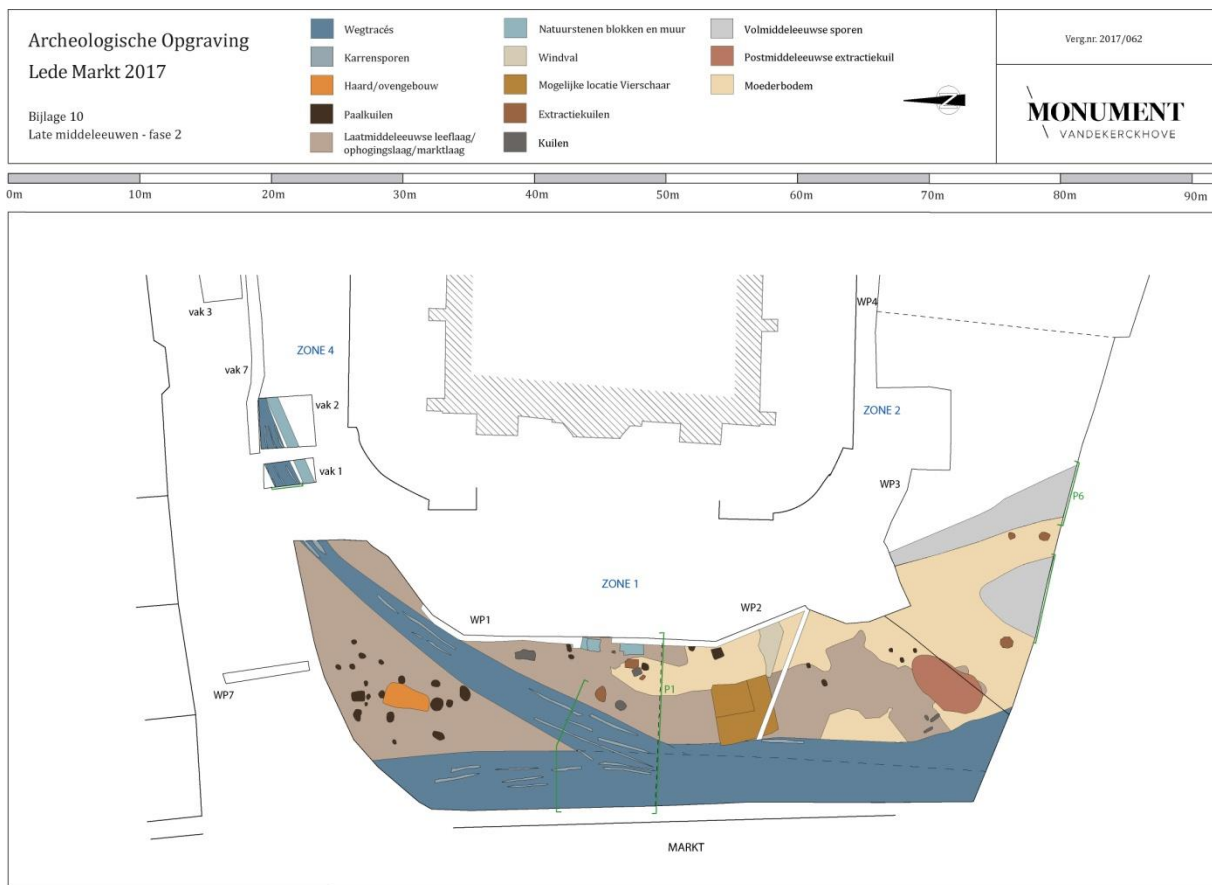 Archeologische Opgraving
Lede Markt 2017
Bijlage 10
Late middeleeuwen - fase 2
Wegtracés
Karrensporen
Haard/ovengebouw
Paalkuilen
Laatmiddeleeuwse leeflaag/
ophogingslaag/marktlaag
Natuurstenen blokken en muur
Windval
Mogelijke locatie Vierschaar
Extractiekuilen
Kuilen
Volmiddeleeuwse sporen
Postmiddeleeuwse extractiekuil
Moederbodem
Z
Verg.nr. 2017/062
MONUMENT
VANDEKERCKHOVE
0m 10m 20m 30m 40m 50m 60m 70m 80m 90m
vak 3
WP4
ZONE 4
vak 7
vak 2
ZONE 2
vak 1
WP3
P6
ZONE 1
WP1
WP2
WP7
P1
MARKT